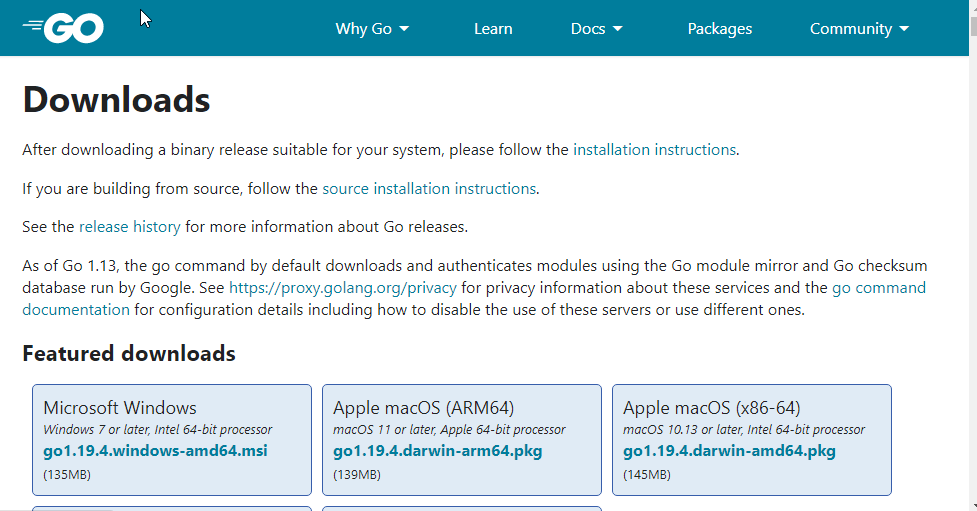 GO
Why Go
Learn
Docs
Packages
Community
Downloads
After downloading a binary release suitable for your system, please follow the installation instructions.
If you are building from source, follow the source installation instructions.
See the release history for more information about Go releases.
As of Go 1.13, the go command by default downloads and authenticates modules using the Go module mirror and Go checksum
database run by Google. See https://proxy.golang.org/privacy for privacy information about these services and the go command
documentation for configuration details including how to disable the use of these servers or use different ones.
Featured downloads
Microsoft Windows
Windows 7 or later, Intel 64-bit processor
go1.19.4.windows-amd64.msi
(135MB)
Apple macOS (ARM64)
macOS 11 or later, Apple 64-bit processor
go1.19.4.darwin-arm64.pkg
(139MB)
Apple macOS (x86-64)
macOS 10.13 or later, Intel 64-bit processor
go1.19.4.darwin-amd64.pkg
(145MB)